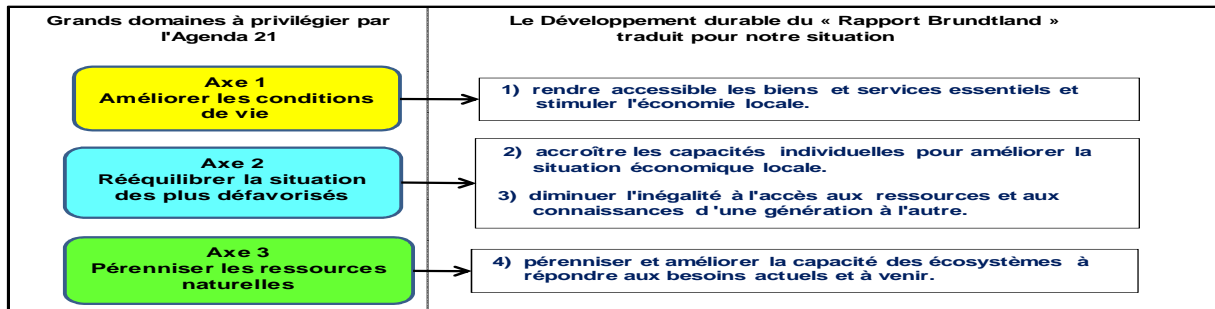 Grands domaines à privilégier par
l'Agenda 21
Le Développement durable du « Rapport Brundtland »
traduit pour notre situation
Axe 1
Améliorer les conditions
de vie
1) rendre accessible les biens et services essentiels et
stimuler l'économie locale.
Axe 2
Rééquilibrer la situation
des plus défavorisés
2) accroître les capacités individuelles pour améliorer la
situation économique locale.
3) diminuer l'inégalité à l'accès aux ressources et aux
connaissances d'une génération à l'autre.
Axe 3
Pérenniser les ressources
naturelles
4) pérenniser et améliorer la capacité des écosystèmes à
répondre aux besoins actuels et à venir.